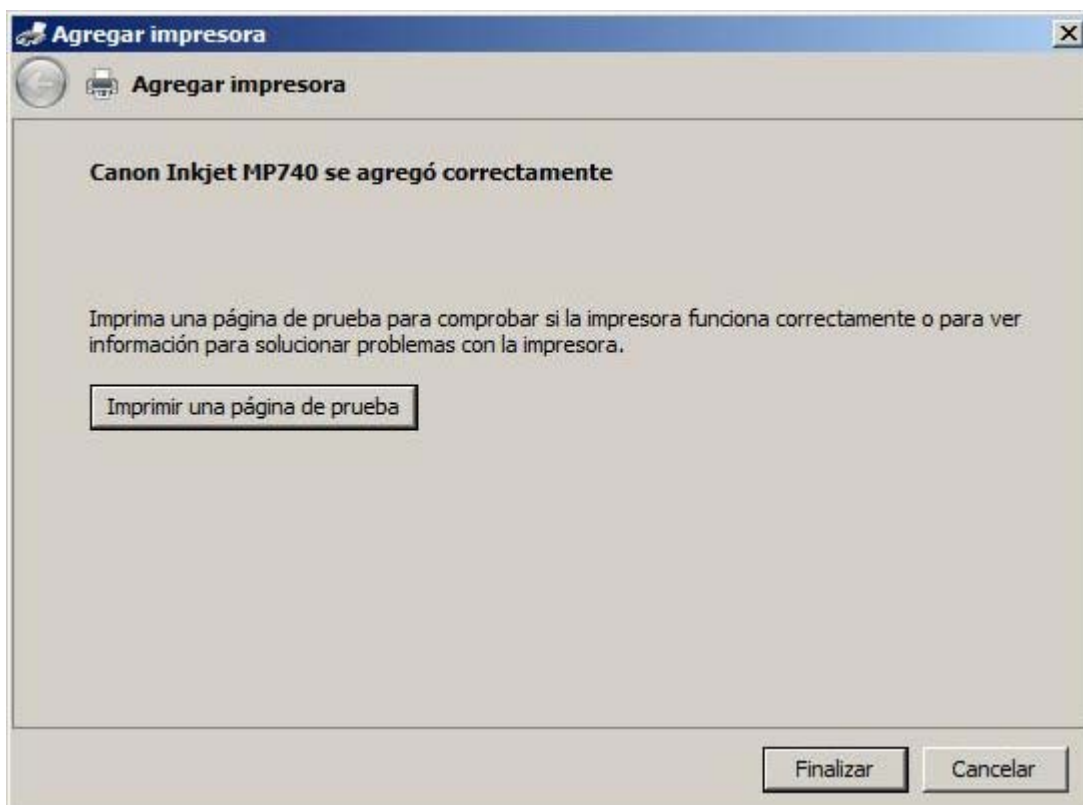 Agregar impresora
Agregar impresora
Canon Inkjet MP740 se agregó correctamente
Imprima una página de prueba para comprobar si la impresora funciona correctamente o para ver
información para solucionar problemas con la impresora.
Imprimir una página de prueba
Finalizar
Cancelar